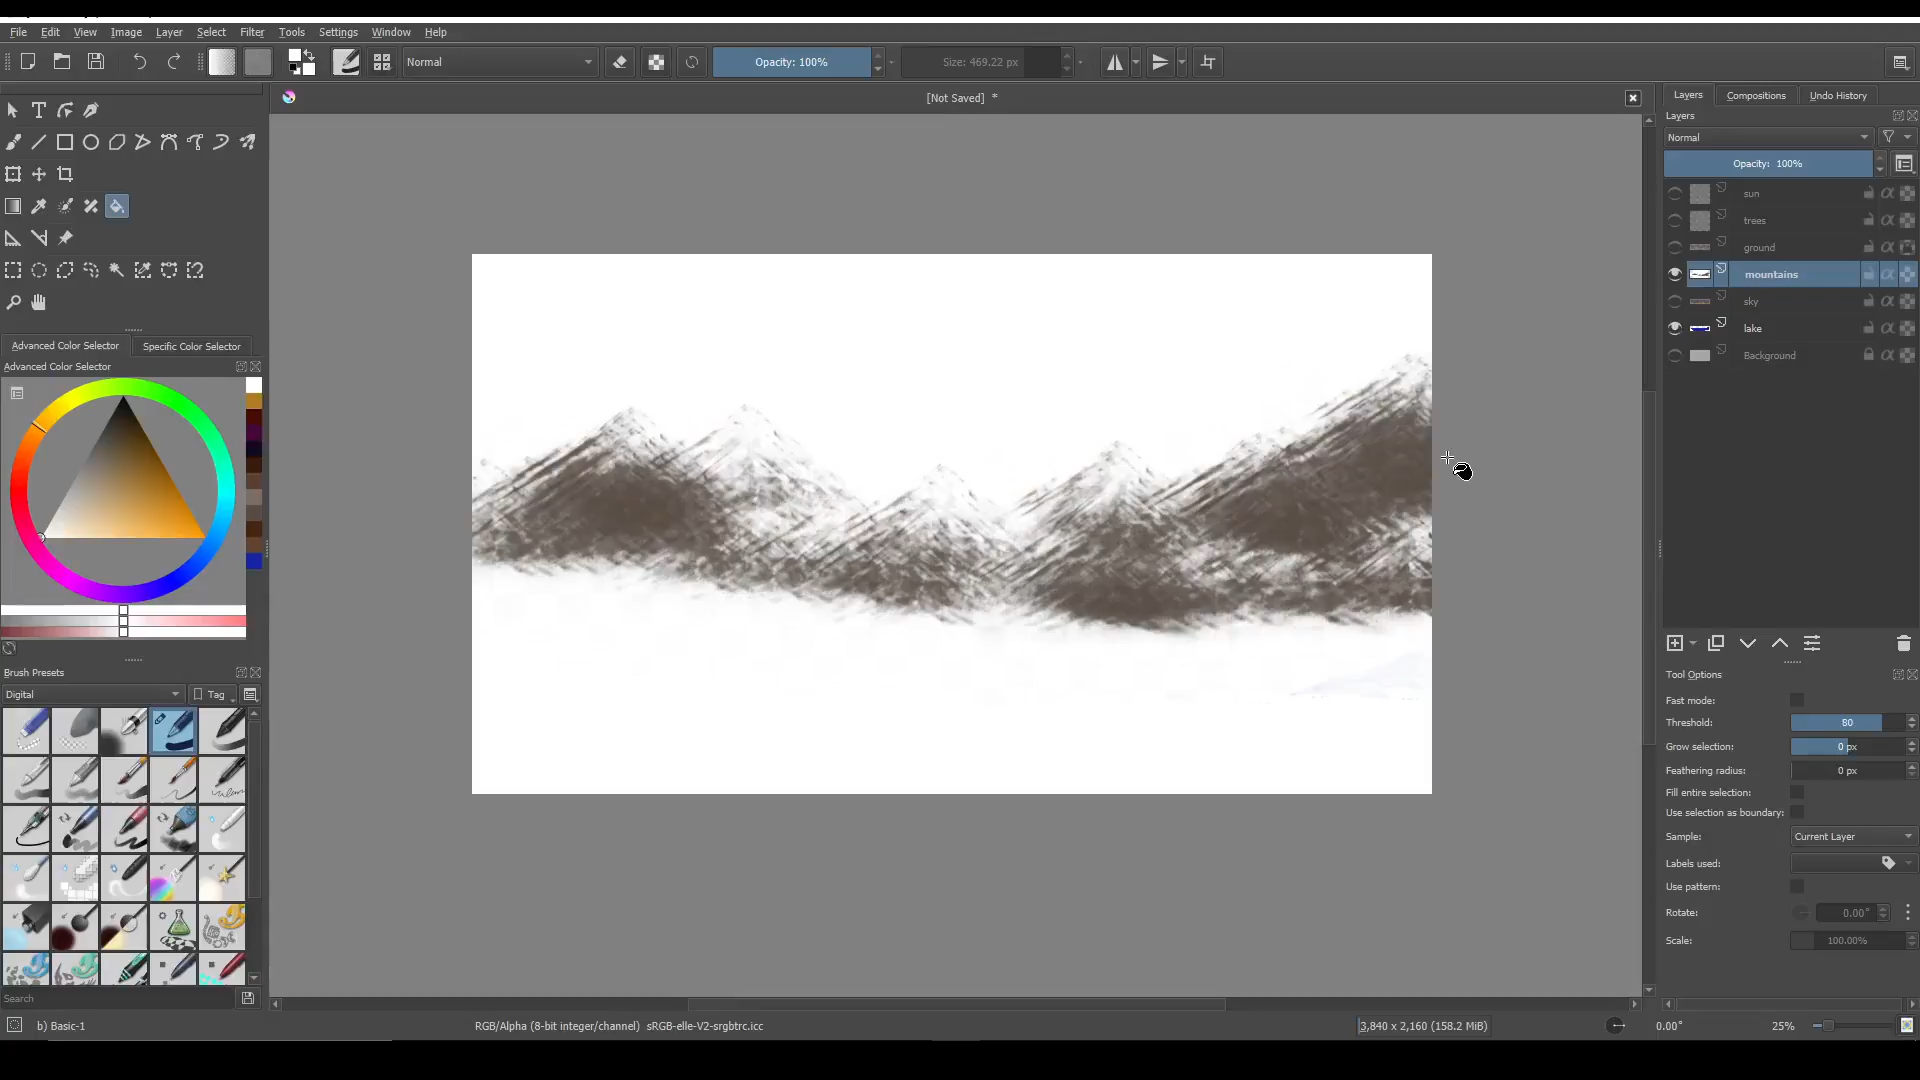 File Edit View Image Layer Select Filter Tools Settings Window Help
Normal
Opacity: 100%
Size: 469.22 px
[Not Saved] *
Layers Compositions Undo History
Layers
Normal
Opacity: 100%
sun
trees
ground
mountains
sky
lake
Background
Advanced Color Selector Specific Color Selector
Advanced Color Selector
Brush Presets
Digital Tag
Search
Tool Options
Fast mode:
Threshold: 80
Grow selection: 0 px
Feathering radius: 0 px
Fill entire selection:
Use selection as boundary:
Sample: Current Layer
Labels used:
Use pattern:
Rotate: 0.00°
Scale: 100.00%
b) Basic-1
RGB/Alpha (8-bit integer/channel) sRGB-elle-V2-srgbtrc.icc
3,840 x 2,160 (158.2 MiB)
0.00°
25%